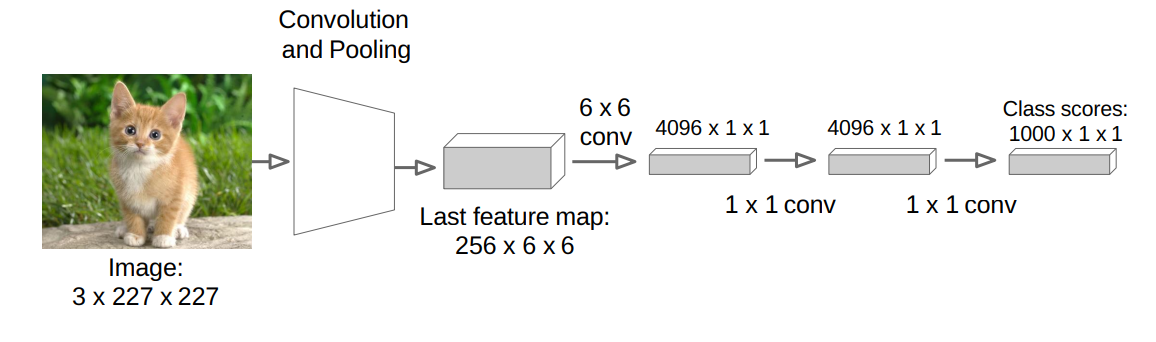 Convolution
and Pooling
Image:
3 x 227 x 227
Last feature map:
256 x 6 x 6
6 x 6
conv
4096 x 1 x 1
1 x 1 conv
4096 x 1 x 1
1 x 1 conv
Class scores:
1000 x 1 x 1